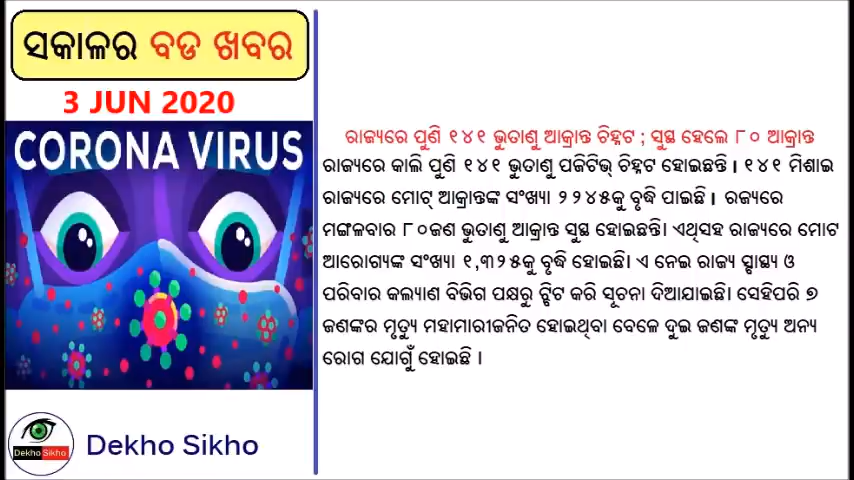 ସକାଳର ବଡ ଖବର
3 JUN 2020
CORONA VIRUS
Dekho Sikho
Dekho Sikho
ରାଜ୍ୟରେ ପୁଣି ୧୪୧ ଭୁତାଣୁ ଆକ୍ରାନ୍ତ ଚିହ୍ନଟ ; ସୁସ୍ଥ ହେଲେ ୮୦ ଆକ୍ରାନ୍ତ
ରାଜ୍ୟରେ କାଲି ପୁଣି ୧୪୧ ଭୁତାଣୁ ପଜିଟିଭ୍ ଚିହ୍ନଟ ହୋଇଛନ୍ତି । ୧୪୧ ମିଶାଇ
ରାଜ୍ୟରେ ମୋଟ୍ ଆକ୍ରାନ୍ତଙ୍କ ସଂଖ୍ୟା ୨୨୪୫କୁ ବୃଦ୍ଧି ପାଇଛି । ରଜ୍ୟରେ
ମଙ୍ଗଳବାର ୮୦ଜଣ ଭୁତାଣୁ ଆକ୍ରାନ୍ତ ସୁସ୍ଥ ହୋଇଛନ୍ତି। ଏଥିସହ ରାଜ୍ୟରେ ମୋଟ
ଆରୋଗ୍ୟଙ୍କ ସଂଖ୍ୟା ୧,୩୨୫କୁ ବୃଦ୍ଧି ହୋଇଛି। ଏ ନେଇ ରାଜ୍ୟ ସ୍ୱାସ୍ଥ୍ୟ ଓ
ପରିବାର କଲ୍ୟାଣ ବିଭିଗ ପକ୍ଷରୁ ଟ୍ୱିଟ କରି ସୂଚନା ଦିଆଯାଇଛି। ସେହିପରି ୭
ଜଣଙ୍କର ମୃତ୍ୟୁ ମହାମାରୀଜନିତ ହୋଇଥିବା ବେଳେ ଦୁଇ ଜଣଙ୍କ ମୃତ୍ୟୁ ଅନ୍ୟ
ରୋଗ ଯୋଗୁଁ ହୋଇଛି ।